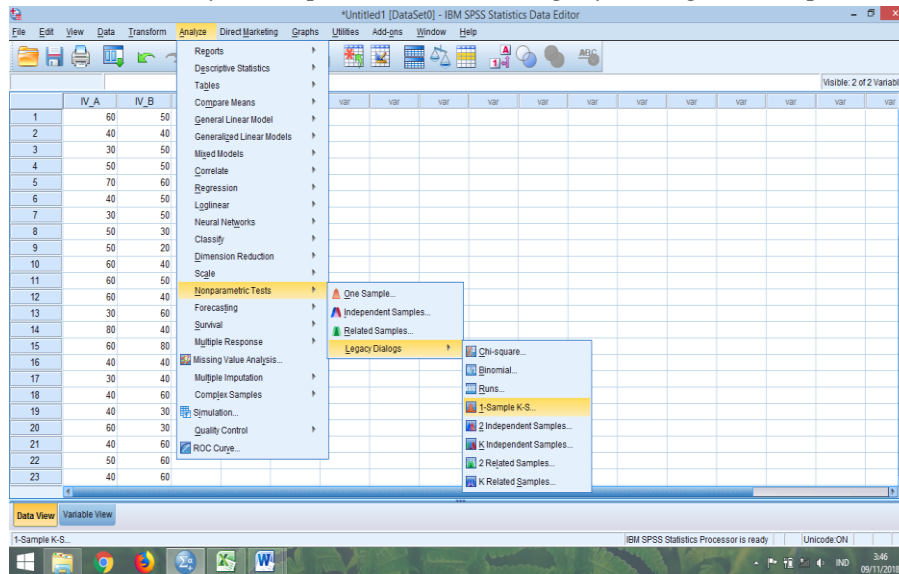 *Untitled1 [DataSet0] - IBM SPSS Statistics Data Editor
File Edit View Data Transform Analyze Direct Marketing Graphs Utilities Add-ons Window Help
Visible: 2 of 2 Variabl
IV_A IV_B var var var var var var var var var var var
1 60 50
2 40 40
3 30 50
4 50 50
5 70 60
6 40 50
7 30 50
8 50 30
9 50 20
10 60 40
11 60 50
12 60 40
13 30 60
14 80 40
15 60 80
16 40 40
17 30 40
18 40 60
19 40 30
20 60 30
21 40 60
22 50 60
23 40 60
Reports
Descriptive Statistics
Tables
Compare Means
General Linear Model
Generalized Linear Models
Mixed Models
Correlate
Regression
Loglinear
Neural Networks
Classify
Dimension Reduction
Scale
Nonparametric Tests
Forecasting
Survival
Multiple Response
Missing Value Analysis...
Multiple Imputation
Complex Samples
Simulation...
Quality Control
ROC Curve...
One Sample...
Independent Samples...
Related Samples...
Legacy Dialogs
Chi-square...
Binomial...
Runs...
1-Sample K-S...
2 Independent Samples...
K Independent Samples...
2 Related Samples...
K Related Samples...
Data View Variable View
1-Sample K-S... IBM SPSS Statistics Processor is ready Unicode:ON
IND 3:46
09/11/2018